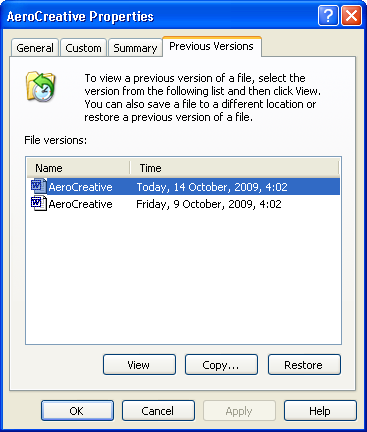 AeroCreative Properties
General Custom Summary Previous Versions
To view a previous version of a file, select the
version from the following list and then click View.
You can also save a file to a different location or
restore a previous version of a file.
File versions:
Name Time
AeroCreative Today, 14 October, 2009, 4:02
AeroCreative Friday, 9 October, 2009, 4:02
View Copy... Restore
OK Cancel Apply Help